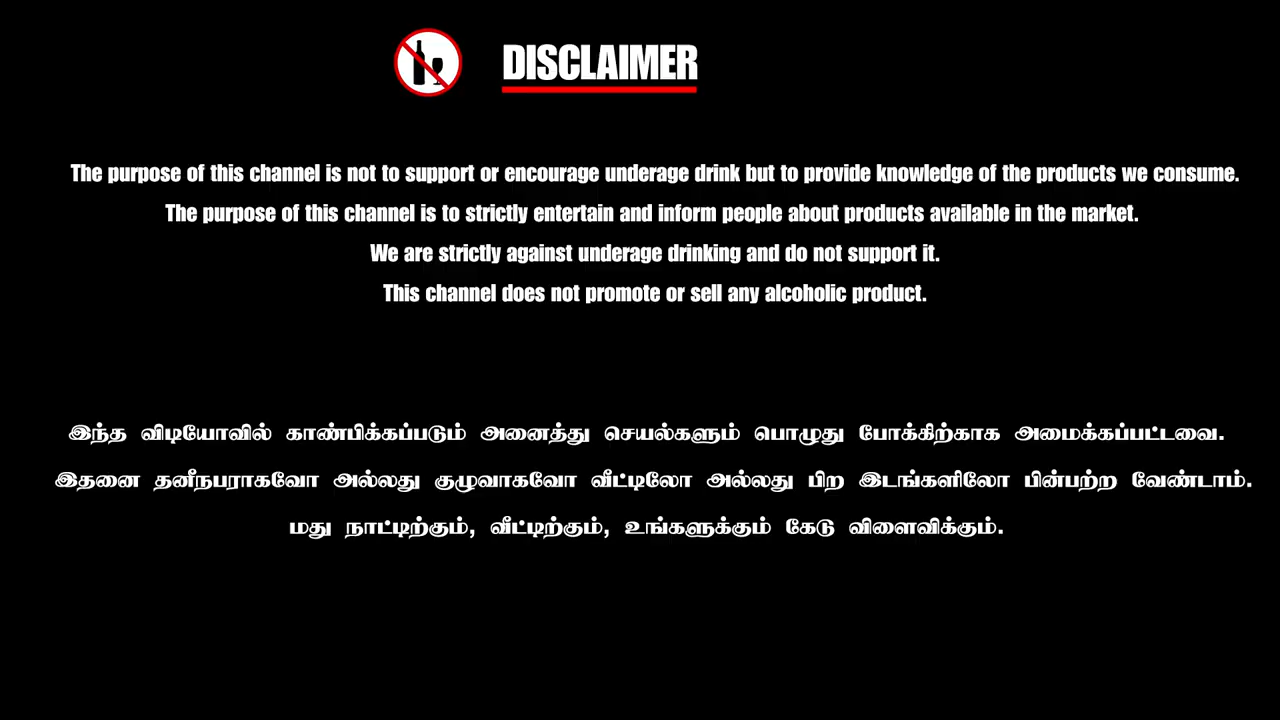 DISCLAIMER
The purpose of this channel is not to support or encourage underage drink but to provide knowledge of the products we consume.
The purpose of this channel is to strictly entertain and inform people about products available in the market.
We are strictly against underage drinking and do not support it.
This channel does not promote or sell any alcoholic product.
இந்த விடியோவில் காண்பிக்கப்படும் அனைத்து செயல்களும் பொழுது போக்கிற்காக அமைக்கப்பட்டவை.
இதனை தனீநபராகவோ அல்லது குழுவாகவோ வீட்டிலோ அல்லது பிற இடங்களிலோ பின்பற்ற வேண்டாம்.
மது நாட்டிற்கும், வீட்டிற்கும், உங்களுக்கும் கேடு விளைவிக்கும்.